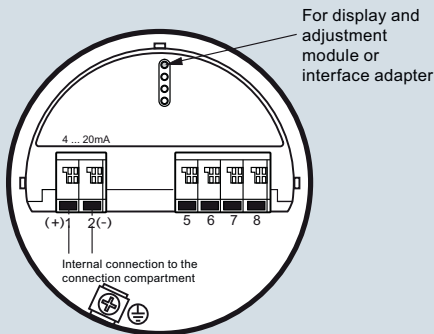 For display and
adjustment
module or
interface adapter
4 ... 20mA
(+)1 2(-) 5 6 7 8
Internal connection to the
connection compartment